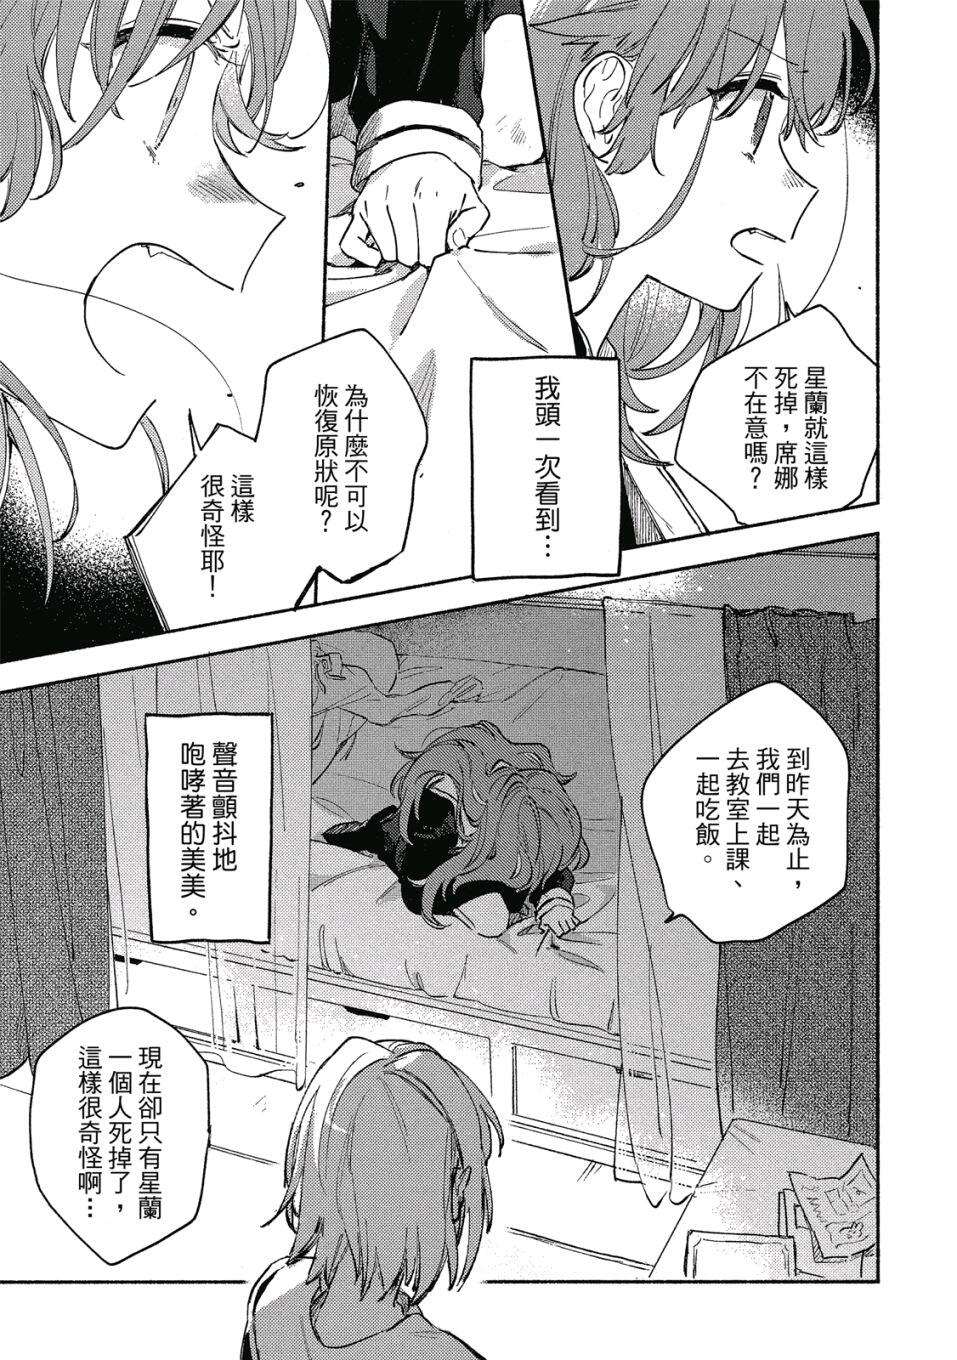 星蘭就這樣
死掉，席娜
不在意嗎？
我頭一次看到…
為什麼不可以
恢復原狀呢？
這樣
很奇怪耶！
到昨天為止，
我們一起
去教室上課、
一起吃飯。
聲音顫抖地
咆哮著的美美。
現在卻只有星蘭
一個人死掉了，
這樣很奇怪啊…